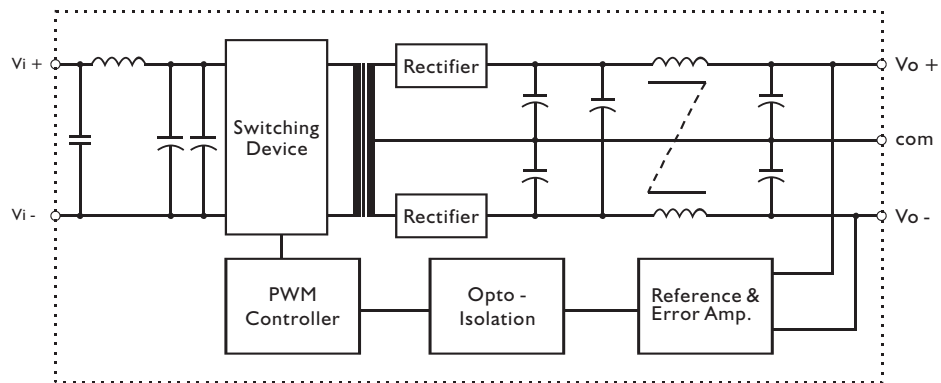 Vi +
Vi -
Switching
Device
Rectifier
Rectifier
Vo +
com
Vo -
PWM
Controller
Opto -
Isolation
Reference &
Error Amp.